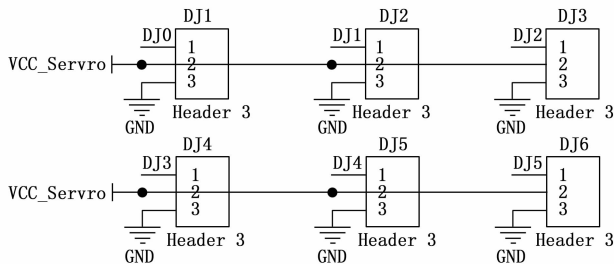 DJ1 DJ2 DJ3
DJ0 1 DJ1 1 DJ2 1
VCC_Servro 2 2 2
3 3 3
Header 3 Header 3 Header 3
GND GND GND
DJ4 DJ5 DJ6
DJ3 1 DJ4 1 DJ5 1
VCC_Servro 2 2 2
3 3 3
Header 3 Header 3 Header 3
GND GND GND